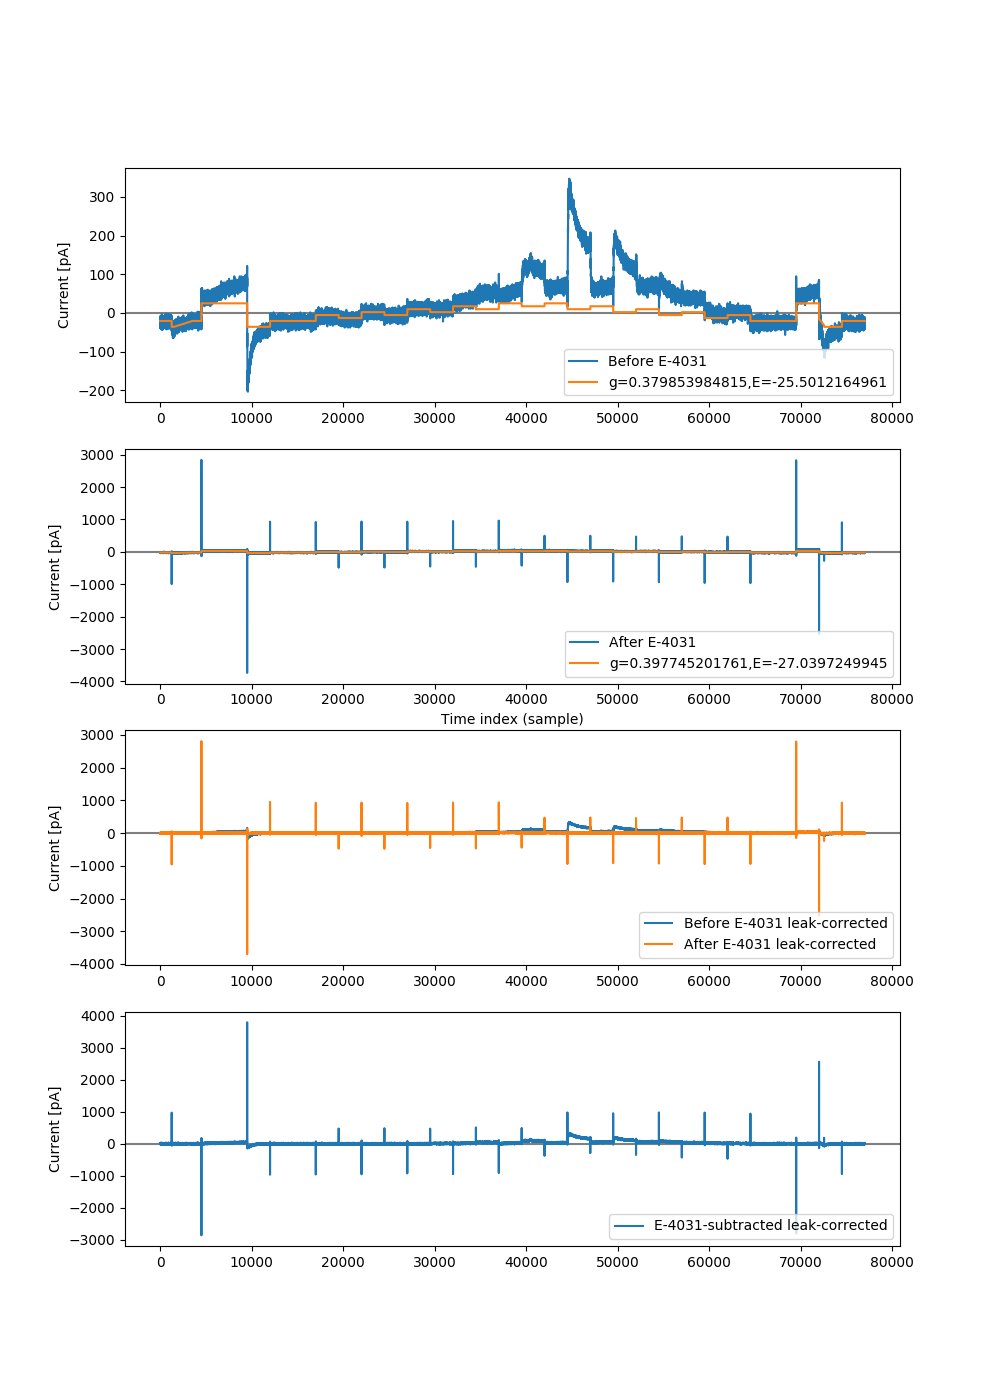 300
200
100
0
−100
−200
Current [pA]
Before E-4031
g=0.379853984815,E=-25.5012164961
0 10000 20000 30000 40000 50000 60000 70000 80000
3000
2000
1000
0
−1000
−2000
−3000
−4000
Current [pA]
After E-4031
g=0.397745201761,E=-27.0397249945
0 10000 20000 30000 40000 50000 60000 70000 80000
Time index (sample)
3000
2000
1000
0
−1000
−2000
−3000
−4000
Current [pA]
Before E-4031 leak-corrected
After E-4031 leak-corrected
0 10000 20000 30000 40000 50000 60000 70000 80000
4000
3000
2000
1000
0
−1000
−2000
−3000
Current [pA]
E-4031-subtracted leak-corrected
0 10000 20000 30000 40000 50000 60000 70000 80000